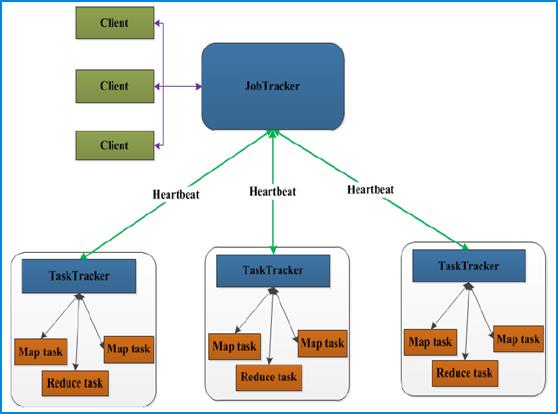 Client
Client
JobTracker
Client
Heartbeat
Heartbeat
Heartbeat
TaskTracker
Map task
Map task
Reduce task
TaskTracker
Map task
Map task
Reduce task
TaskTracker
Map task
Map task
Reduce task